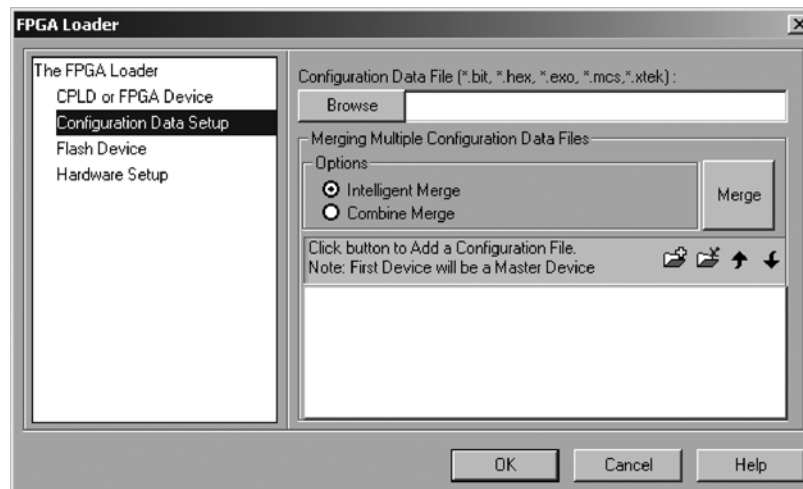 FPGA Loader
The FPGA Loader
CPLD or FPGA Device
Configuration Data Setup
Flash Device
Hardware Setup
Configuration Data File (*.bit, *.hex, *.exo, *.mcs,*.xtek) :
Browse
Merging Multiple Configuration Data Files
Options
Intelligent Merge
Combine Merge
Merge
Click button to Add a Configuration File.
Note: First Device will be a Master Device
OK
Cancel
Help